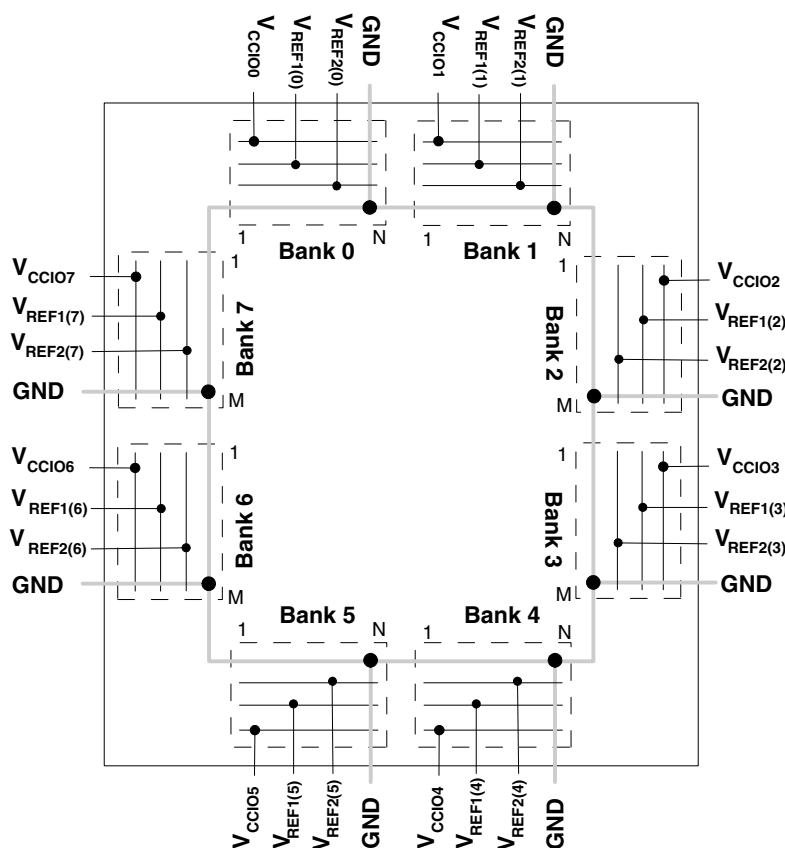 VCCIO0
VREF1(0)
VREF2(0)
GND
VCCIO1
VREF1(1)
VREF2(1)
GND
1
N
Bank 0
1
N
Bank 1
VCCIO7
VREF1(7)
VREF2(7)
GND
1
M
Bank 7
1
M
Bank 2
VCCIO2
VREF1(2)
VREF2(2)
GND
VCCIO6
VREF1(6)
VREF2(6)
GND
1
M
Bank 6
1
M
Bank 3
VCCIO3
VREF1(3)
VREF2(3)
GND
Bank 5
1
N
Bank 4
1
N
VCCIO5
VREF1(5)
VREF2(5)
GND
VCCIO4
VREF1(4)
VREF2(4)
GND